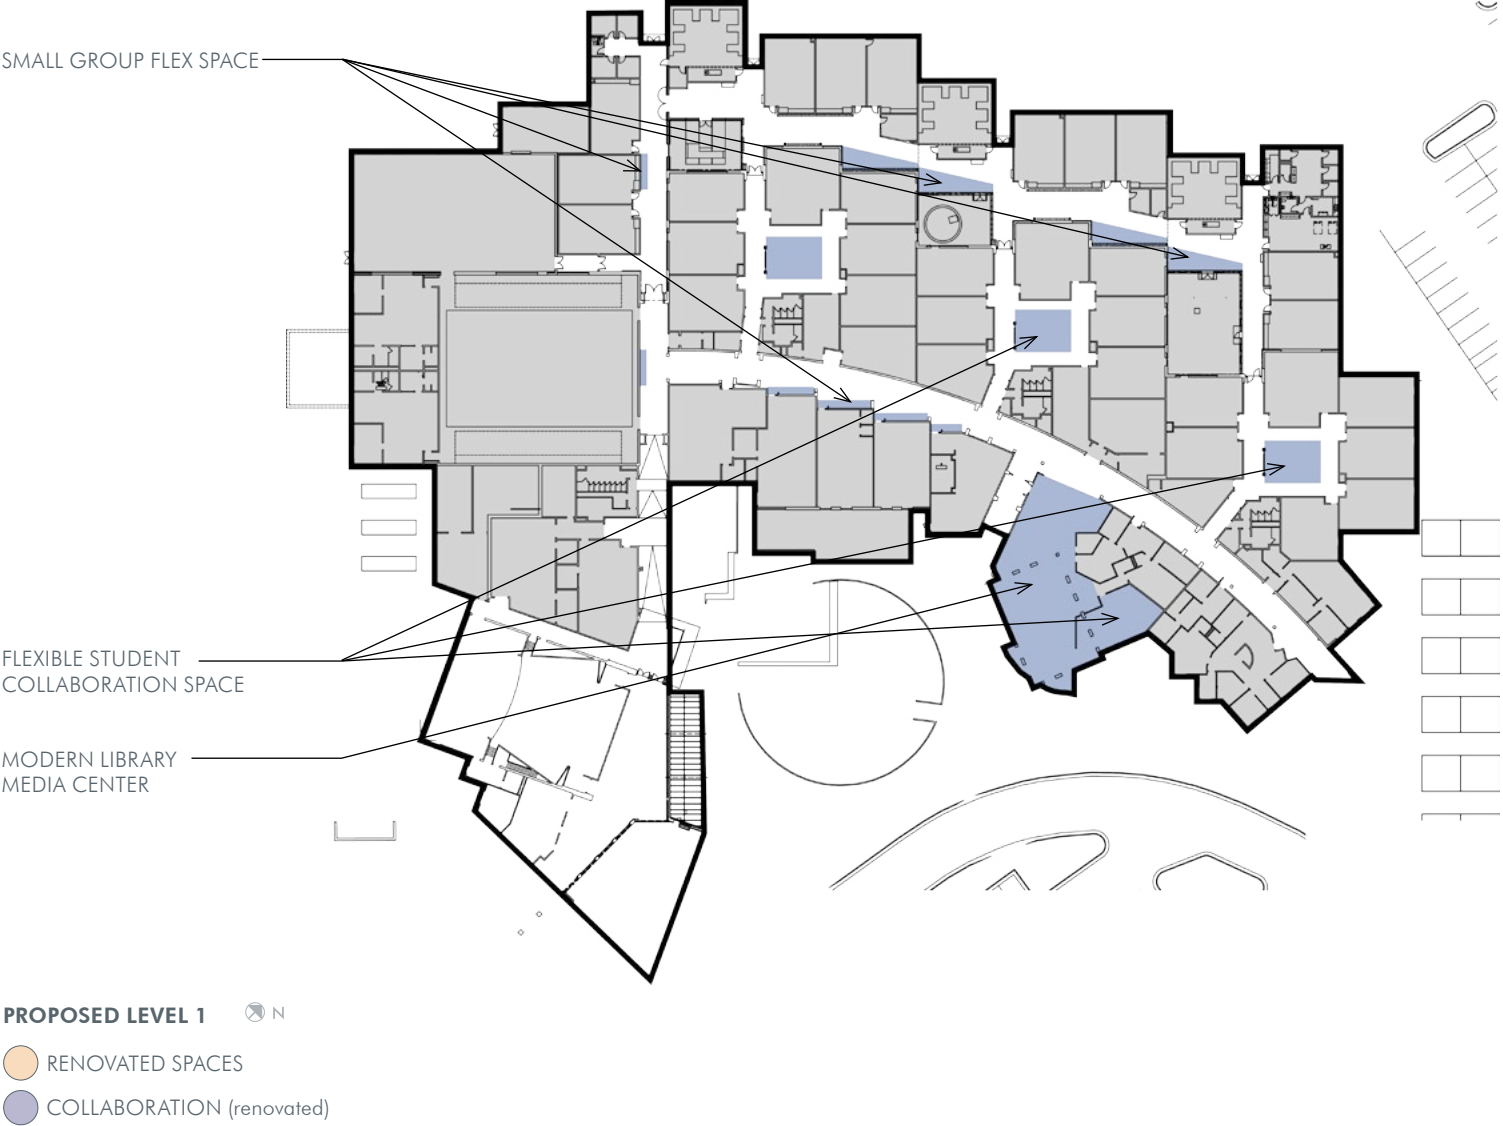 SMALL GROUP FLEX SPACE
FLEXIBLE STUDENT
COLLABORATION SPACE
MODERN LIBRARY
MEDIA CENTER
PROPOSED LEVEL 1
N
RENOVATED SPACES
COLLABORATION (renovated)